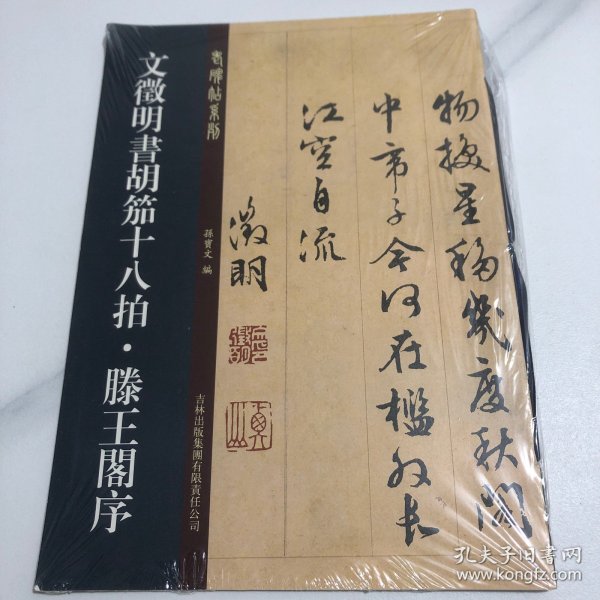 物換星移幾度秋閣
中帝子今何在檻外長
江空自流
徵明
老碑帖系列
孫寶文 編
吉林出版集團有限責任公司
文徵明書胡笳十八拍·滕王閣序
孔夫子旧书网
www.kongfz.com